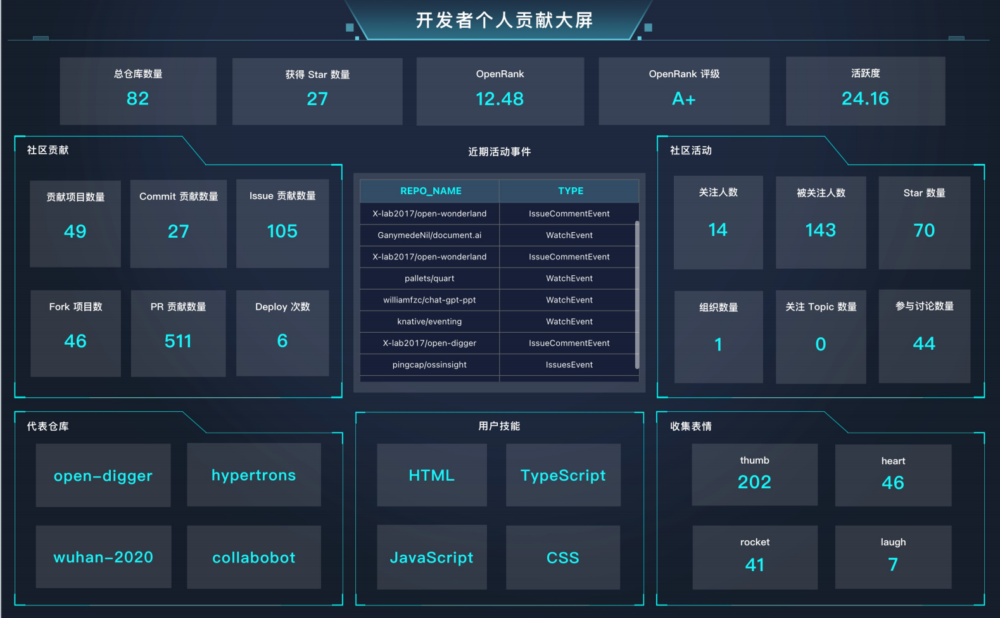 开发者个人贡献大屏
总仓库数量
82
获得 Star 数量
27
OpenRank
12.48
OpenRank 评级
A+
活跃度
24.16
社区贡献
贡献项目数量
49
Commit 贡献数量
27
Issue 贡献数量
105
Fork 项目数
46
PR 贡献数量
511
Deploy 次数
6
近期活动事件
REPO_NAME TYPE
X-lab2017/open-wonderland IssueCommentEvent
GanymedeNil/document.ai WatchEvent
X-lab2017/open-wonderland IssueCommentEvent
pallets/quart WatchEvent
williamfzc/chat-gpt-ppt WatchEvent
knative/eventing WatchEvent
X-lab2017/open-digger IssueCommentEvent
pingcap/ossinsight IssuesEvent
社区活动
关注人数
14
被关注人数
143
Star 数量
70
组织数量
1
关注 Topic 数量
0
参与讨论数量
44
代表仓库
open-digger
hypertrons
wuhan-2020
collabobot
用户技能
HTML
TypeScript
JavaScript
CSS
收集表情
thumb
202
heart
46
rocket
41
laugh
7